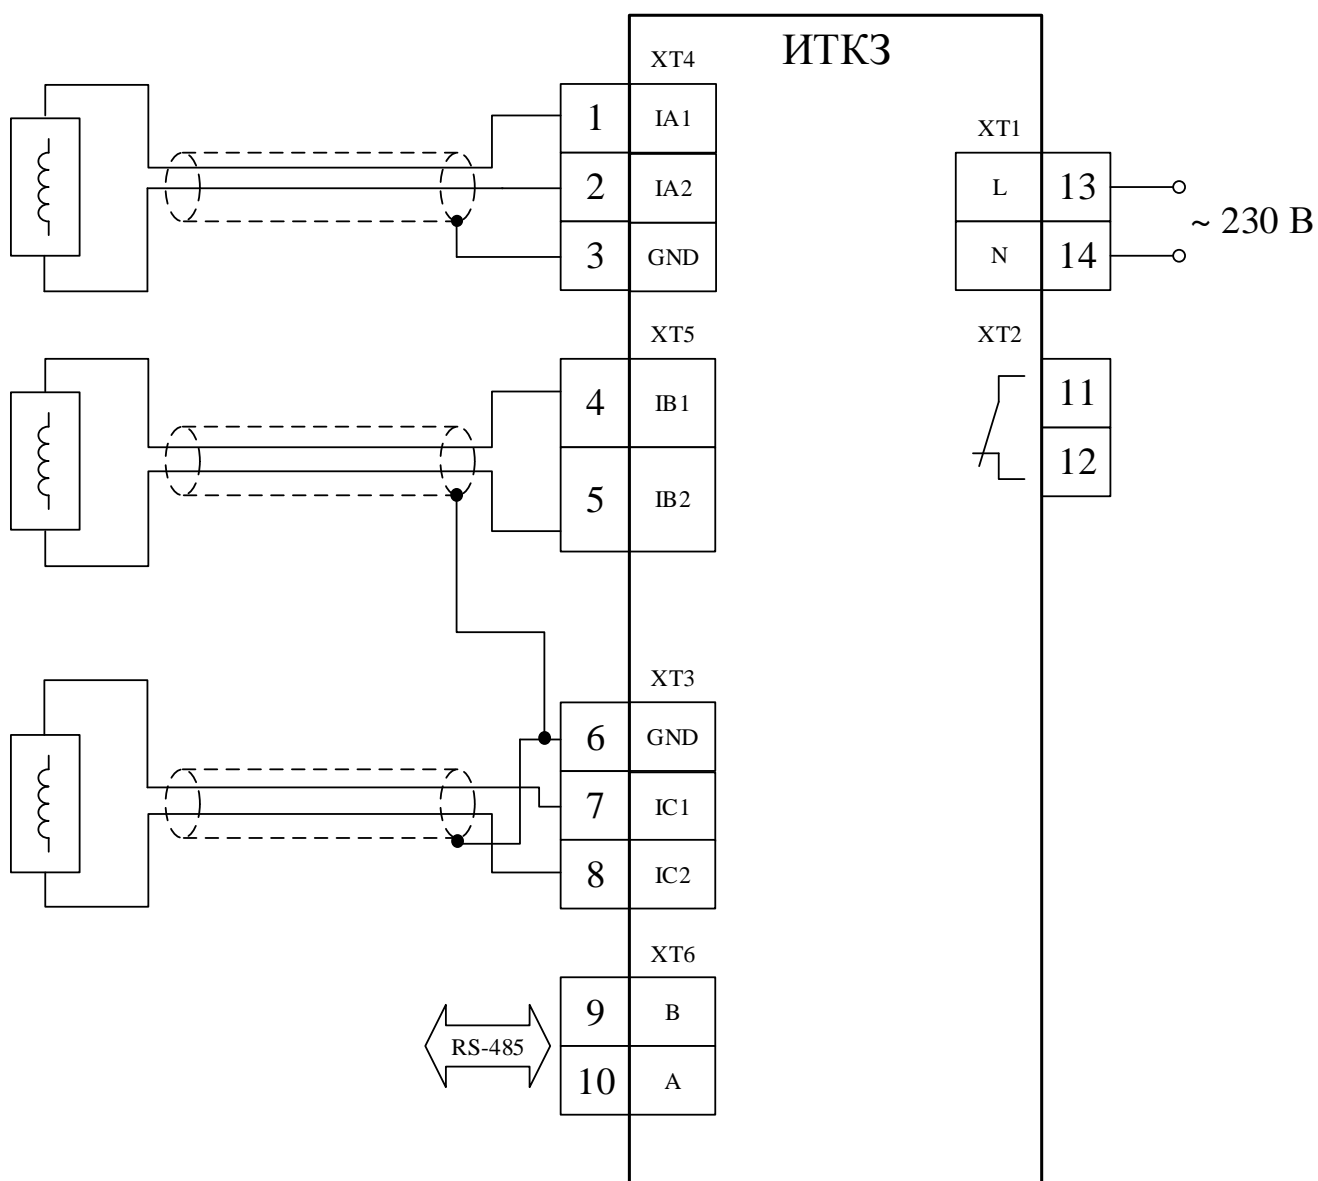 ИТКЗ
XT4
1 IA1
2 IA2
3 GND
XT1
L 13
N 14
~ 230 В
XT5
4 IB1
5 IB2
XT2
11
12
XT3
6 GND
7 IC1
8 IC2
XT6
9 B
10 A
RS-485